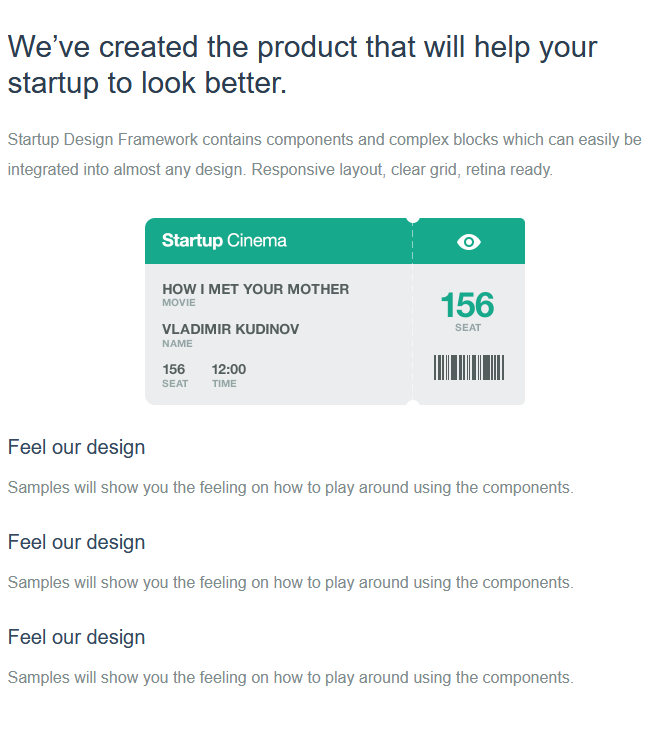 We’ve created the product that will help your
startup to look better.
Startup Design Framework contains components and complex blocks which can easily be
integrated into almost any design. Responsive layout, clear grid, retina ready.
Startup Cinema
HOW I MET YOUR MOTHER
MOVIE
VLADIMIR KUDINOV
NAME
156 12:00
SEAT TIME
156
SEAT
Feel our design
Samples will show you the feeling on how to play around using the components.
Feel our design
Samples will show you the feeling on how to play around using the components.
Feel our design
Samples will show you the feeling on how to play around using the components.